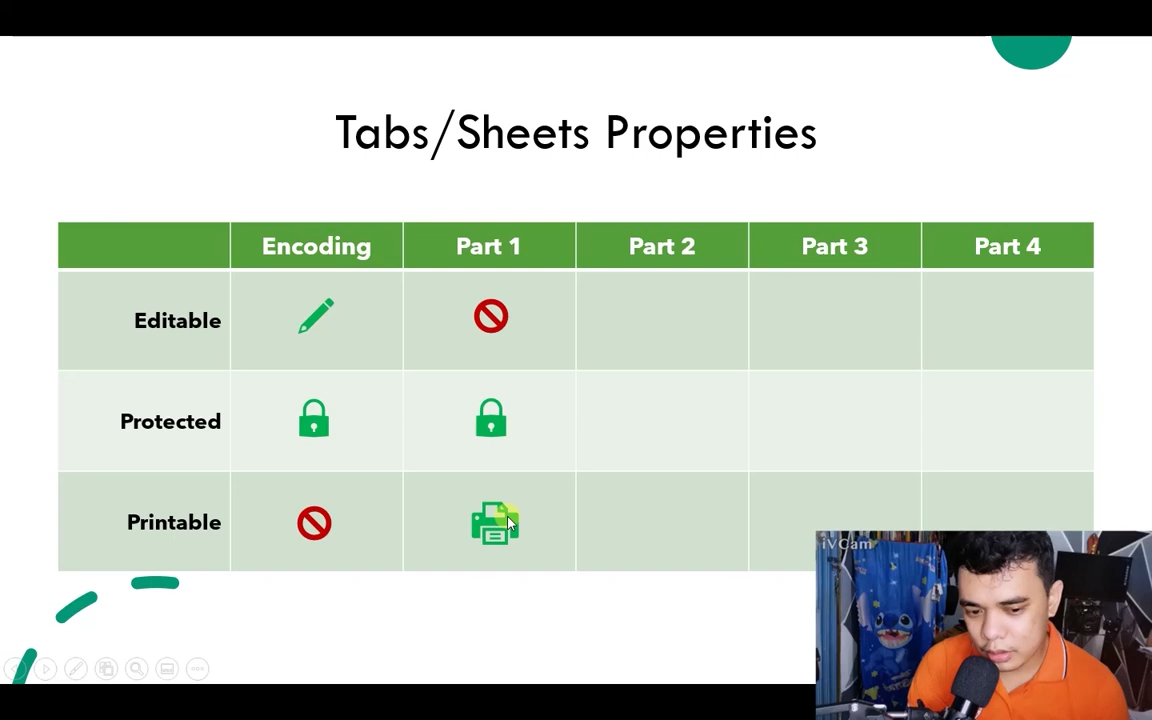 Tabs/Sheets Properties
Encoding Part 1 Part 2 Part 3 Part 4
Editable
Protected
Printable
iVCam